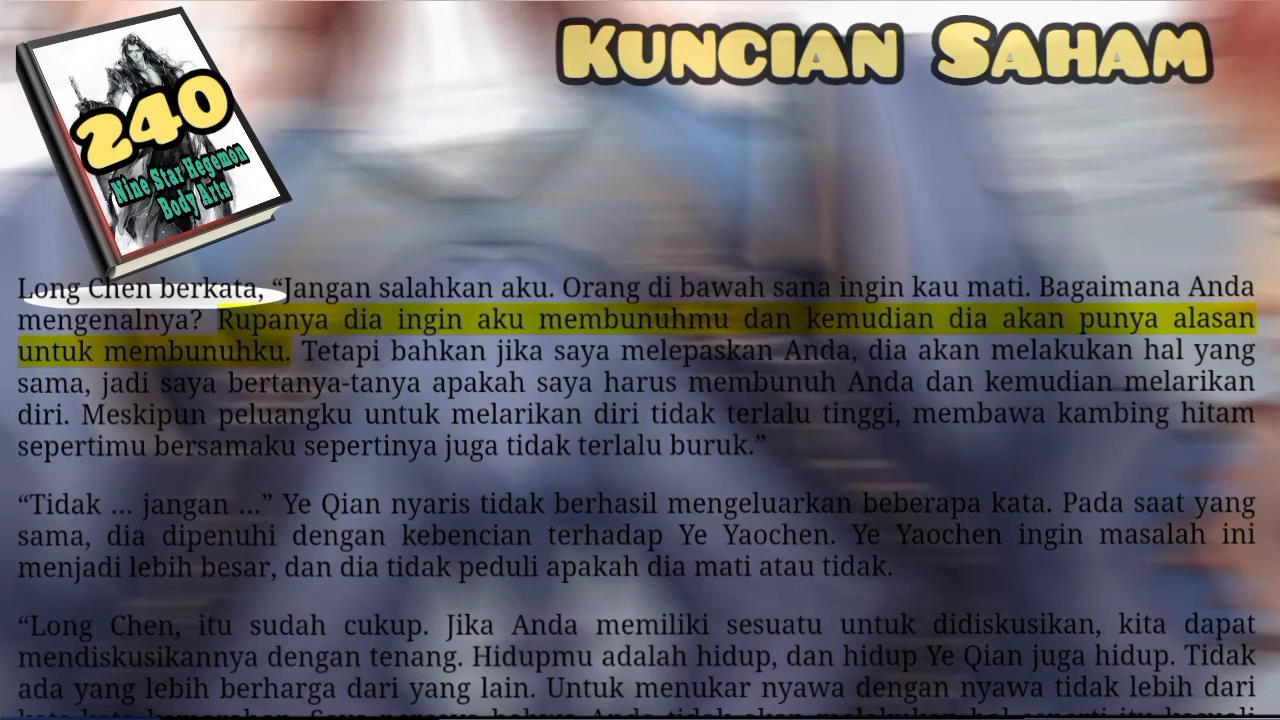 Kuncian Saham
240
Nine Star Hegemon
Body Arts
Long Chen berkata, “Jangan salahkan aku. Orang di bawah sana ingin kau mati. Bagaimana Anda
mengenalnya? Rupanya dia ingin aku membunuhmu dan kemudian dia akan punya alasan
untuk membunuhku. Tetapi bahkan jika saya melepaskan Anda, dia akan melakukan hal yang
sama, jadi saya bertanya-tanya apakah saya harus membunuh Anda dan kemudian melarikan
diri. Meskipun peluangku untuk melarikan diri tidak terlalu tinggi, membawa kambing hitam
sepertimu bersamaku sepertinya juga tidak terlalu buruk.”
“Tidak … jangan …” Ye Qian nyaris tidak berhasil mengeluarkan beberapa kata. Pada saat yang
sama, dia dipenuhi dengan kebencian terhadap Ye Yaochen. Ye Yaochen ingin masalah ini
menjadi lebih besar, dan dia tidak peduli apakah dia mati atau tidak.
“Long Chen, itu sudah cukup. Jika Anda memiliki sesuatu untuk didiskusikan, kita dapat
mendiskusikannya dengan tenang. Hidupmu adalah hidup, dan hidup Ye Qian juga hidup. Tidak
ada yang lebih berharga dari yang lain. Untuk menukar nyawa dengan nyawa tidak lebih dari